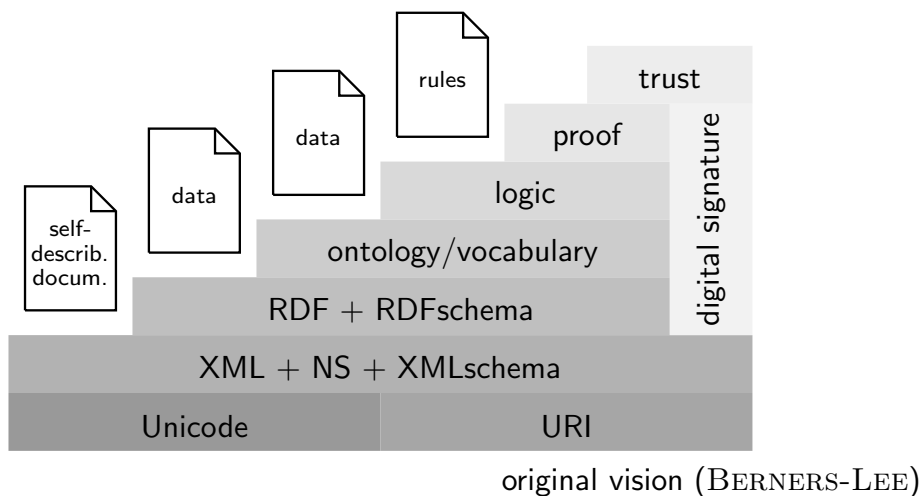 rules
trust
data
proof
digital signature
data
logic
self-
describ.
docum.
ontology/vocabulary
RDF + RDFschema
XML + NS + XMLschema
Unicode
URI
original vision (BERNERS-LEE)